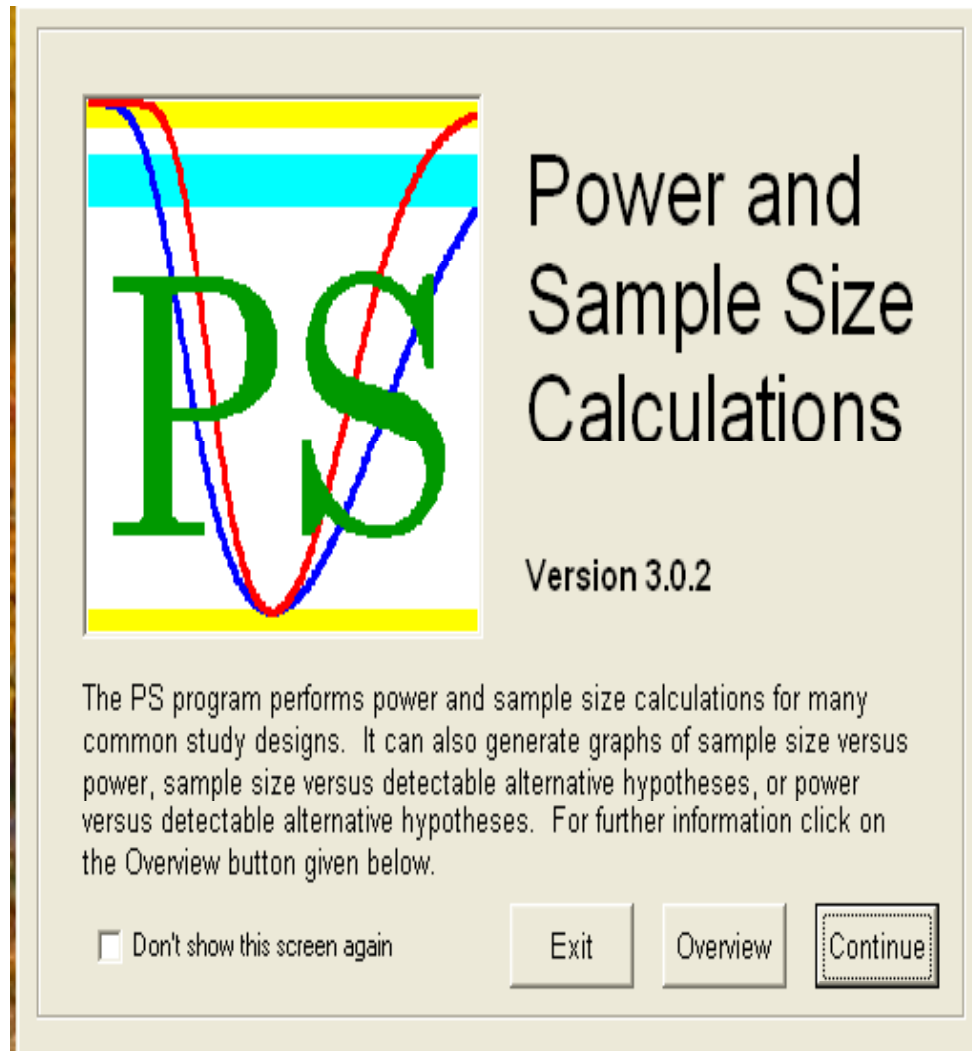 PS
Power and
Sample Size
Calculations
Version 3.0.2
The PS program performs power and sample size calculations for many
common study designs.  It can also generate graphs of sample size versus
power, sample size versus detectable alternative hypotheses, or power
versus detectable alternative hypotheses.  For further information click on
the Overview button given below.
Don't show this screen again
Exit
Overview
Continue